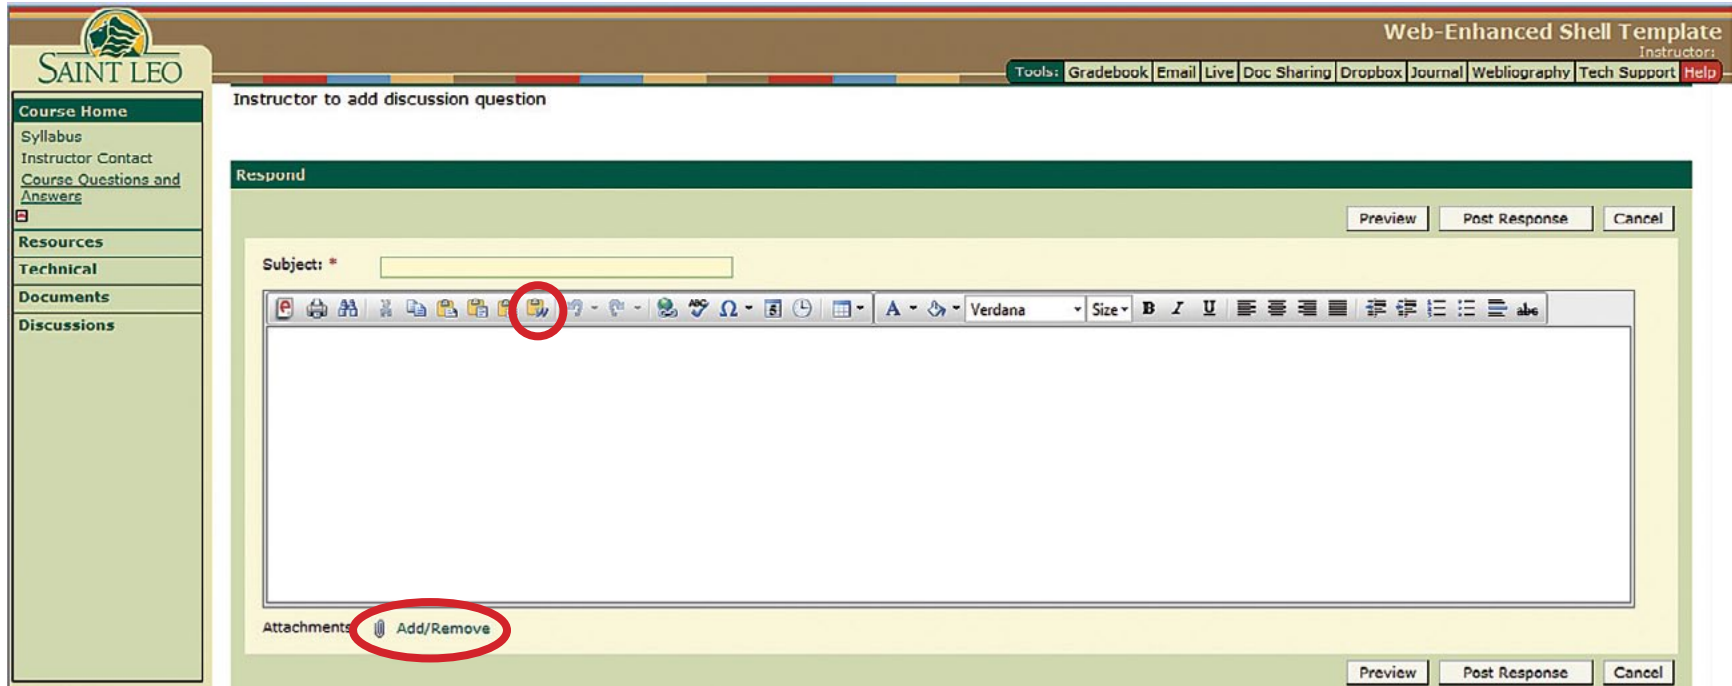 Web-Enhanced Shell Template
Instructor:
SAINT LEO
Tools: Gradebook Email Live Doc Sharing Dropbox Journal Webliography Tech Support Help
Course Home
Syllabus
Instructor Contact
Course Questions and
Answers
Resources
Technical
Documents
Discussions
Instructor to add discussion question
Respond
Preview Post Response Cancel
Subject: *
ABC Ω A Verdana Size B I U abc
Attachments Add/Remove
Preview Post Response Cancel